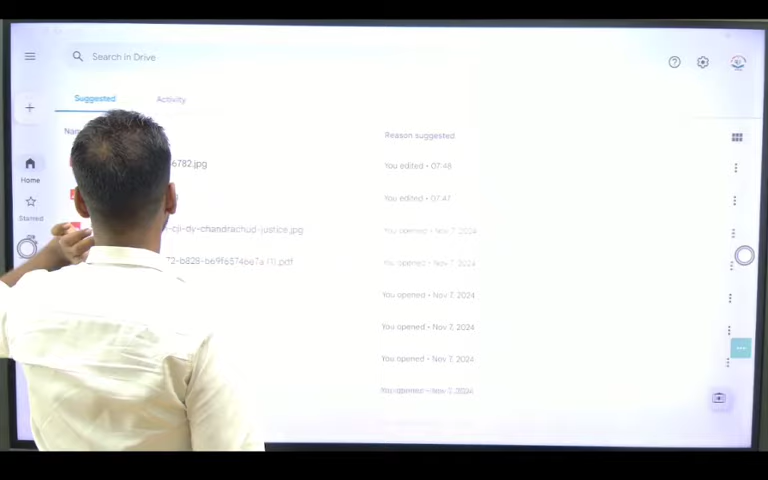 Search in Drive
Suggested Activity
Reason suggested
6782.jpg You edited • 07:48
You edited • 07:47
-cji-dy-chandrachud-justice.jpg You opened • Nov 7, 2024
72-b828-b69f65746e7a (1).pdf You opened • Nov 7, 2024
You opened • Nov 7, 2024
You opened • Nov 7, 2024
You opened • Nov 7, 2024
You opened • Nov 7, 2024
Home
Starred